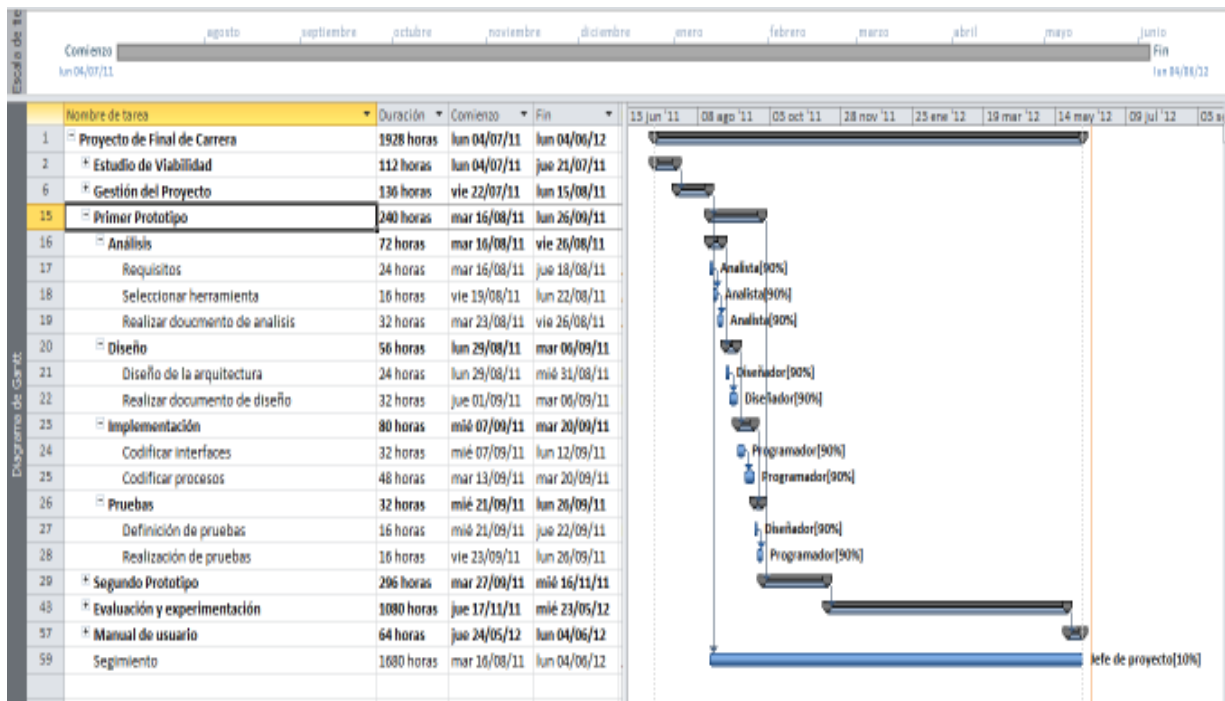 agosto septiembre octubre noviembre diciembre enero febrero marzo abril mayo junio
Comienzo Fin
lun 04/07/11
Nombre de tarea Duración Comienzo Fin 15 jun '11 08 ago '11 03 oct '11 28 nov '11 23 ene '12 19 mar '12 14 may '12 09 jul '12
1 Proyecto de Final de Carrera 1928 horas lun 04/07/11 lun 04/06/12
2 Estudio de Viabilidad 112 horas lun 04/07/11 jue 21/07/11
6 Gestión del Proyecto 136 horas vie 22/07/11 lun 15/08/11
15 Primer Prototipo 240 horas mar 16/08/11 lun 26/09/11
16 Análisis 72 horas mar 16/08/11 vie 26/08/11
17 Requisitos 24 horas mar 16/08/11 jue 18/08/11 Analista[90%]
18 Seleccionar herramienta 16 horas vie 19/08/11 lun 22/08/11 Analista[90%]
19 Realizar doucmento de analisis 32 horas mar 23/08/11 vie 26/08/11 Analista[90%]
20 Diseño 56 horas lun 29/08/11 mar 06/09/11
21 Diseño de la arquitectura 24 horas lun 29/08/11 mié 31/08/11 Diseñador[90%]
22 Realizar documento de diseño 32 horas jue 01/09/11 mar 06/09/11 Diseñador[90%]
23 Implementación 80 horas mié 07/09/11 mar 20/09/11
24 Codificar interfaces 32 horas mié 07/09/11 lun 12/09/11 Programador[90%]
25 Codificar procesos 48 horas mar 13/09/11 mar 20/09/11 Programador[90%]
26 Pruebas 32 horas mié 21/09/11 lun 26/09/11
27 Definición de pruebas 16 horas mié 21/09/11 jue 22/09/11 Diseñador[90%]
28 Realización de pruebas 16 horas vie 23/09/11 lun 26/09/11 Programador[90%]
29 Segundo Prototipo 296 horas mar 27/09/11 mié 16/11/11
43 Evaluación y experimentación 1080 horas jue 17/11/11 mié 23/05/12
57 Manual de usuario 64 horas jue 24/05/12 lun 04/06/12
59 Segimiento 1680 horas mar 16/08/11 lun 04/06/12 Jefe de proyecto[10%]
Diagrama de Gantt